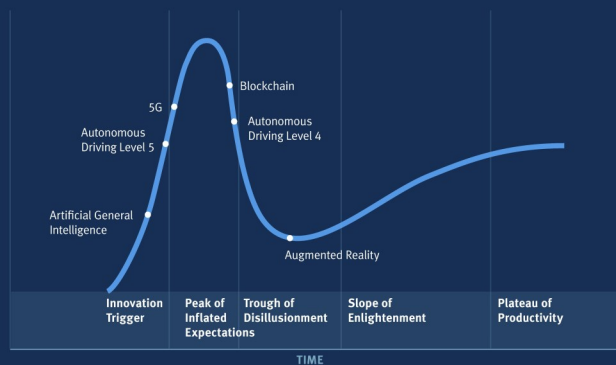 Blockchain
5G
Autonomous
Driving Level 4
Autonomous
Driving Level 5
Artificial General
Intelligence
Augmented Reality
Innovation
Trigger
Peak of
Inflated
Expectations
Trough of
Disillusionment
Slope of
Enlightenment
Plateau of
Productivity
TIME